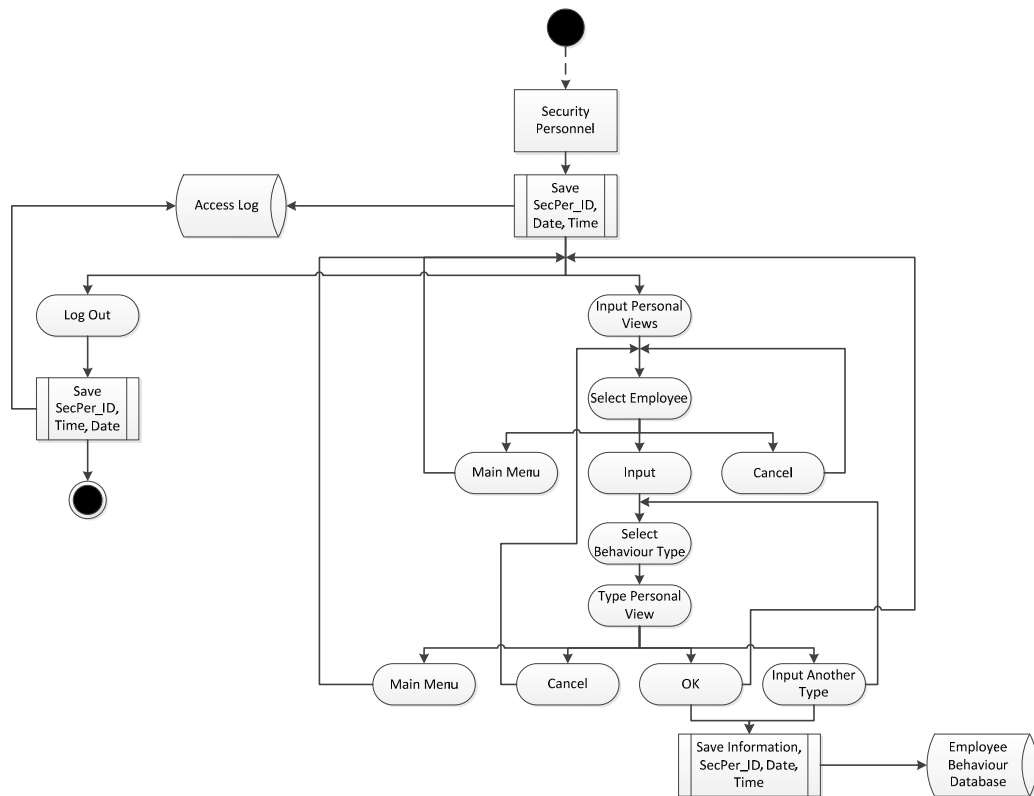 Security
Personnel
Save
SecPer_ID,
Date, Time
Access Log
Log Out
Input Personal
Views
Save
SecPer_ID,
Time, Date
Select Employee
Main Menu
Input
Cancel
Select
Behaviour Type
Type Personal
View
Main Menu
Cancel
OK
Input Another
Type
Save Information,
SecPer_ID, Date,
Time
Employee
Behaviour
Database